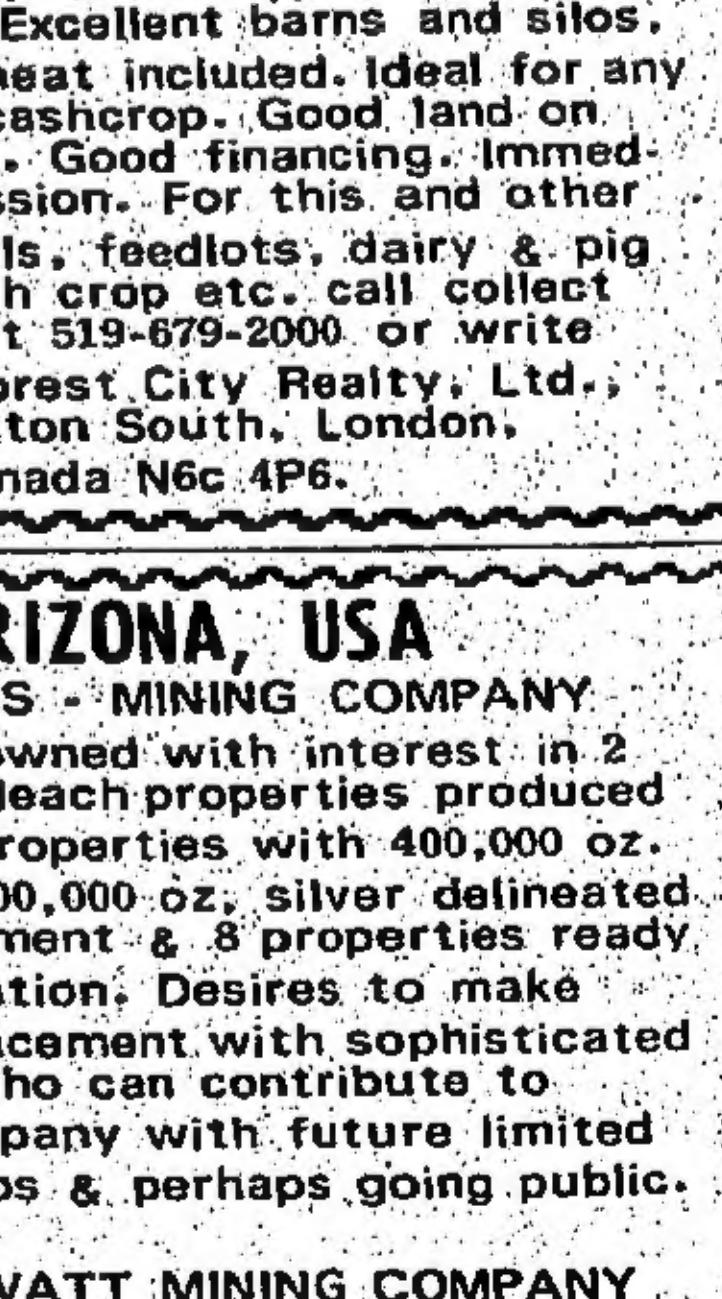 Excellent barns and silos.
heat included. Ideal for any
cashcrop. Good land on
. Good financing. Immed-
ssion. For this and other
ls, feedlots, dairy & pig
h crop etc. call collect
t 519-679-2000 or write
orest City Realty, Ltd.,
ton South, London,
nada N6c 4P6.
RIZONA, USA
S - MINING COMPANY
owned with interest in 2
leach properties produced
roperties with 400,000 oz.
00,000 oz. silver delineated
ment & 8 properties ready
ation. Desires to make
acement with sophisticated
ho can contribute to
pany with future limited
ps & perhaps going public.
WATT MINING COMPANY